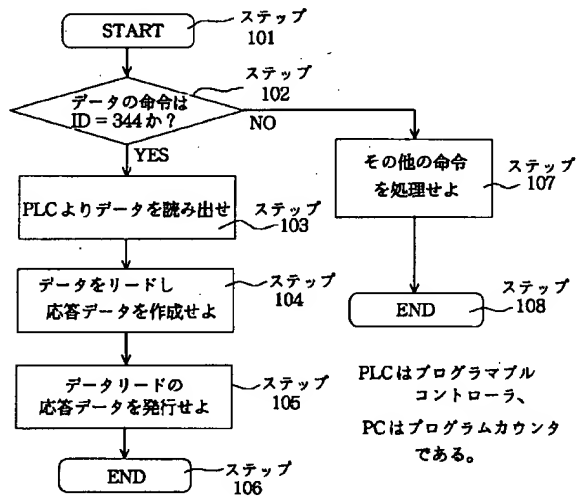 START
ステップ
101
データの命令は
ID = 344か?
ステップ
102
NO
YES
PLCよりデータを読み出せ
ステップ
103
データをリードし
応答データを作成せよ
ステップ
104
データリードの
応答データを発行せよ
ステップ
105
END
ステップ
106
その他の命令
を処理せよ
ステップ
107
END
ステップ
108
PLCはプログラマブル
コントローラ、
PCはプログラムカウンタ
である。